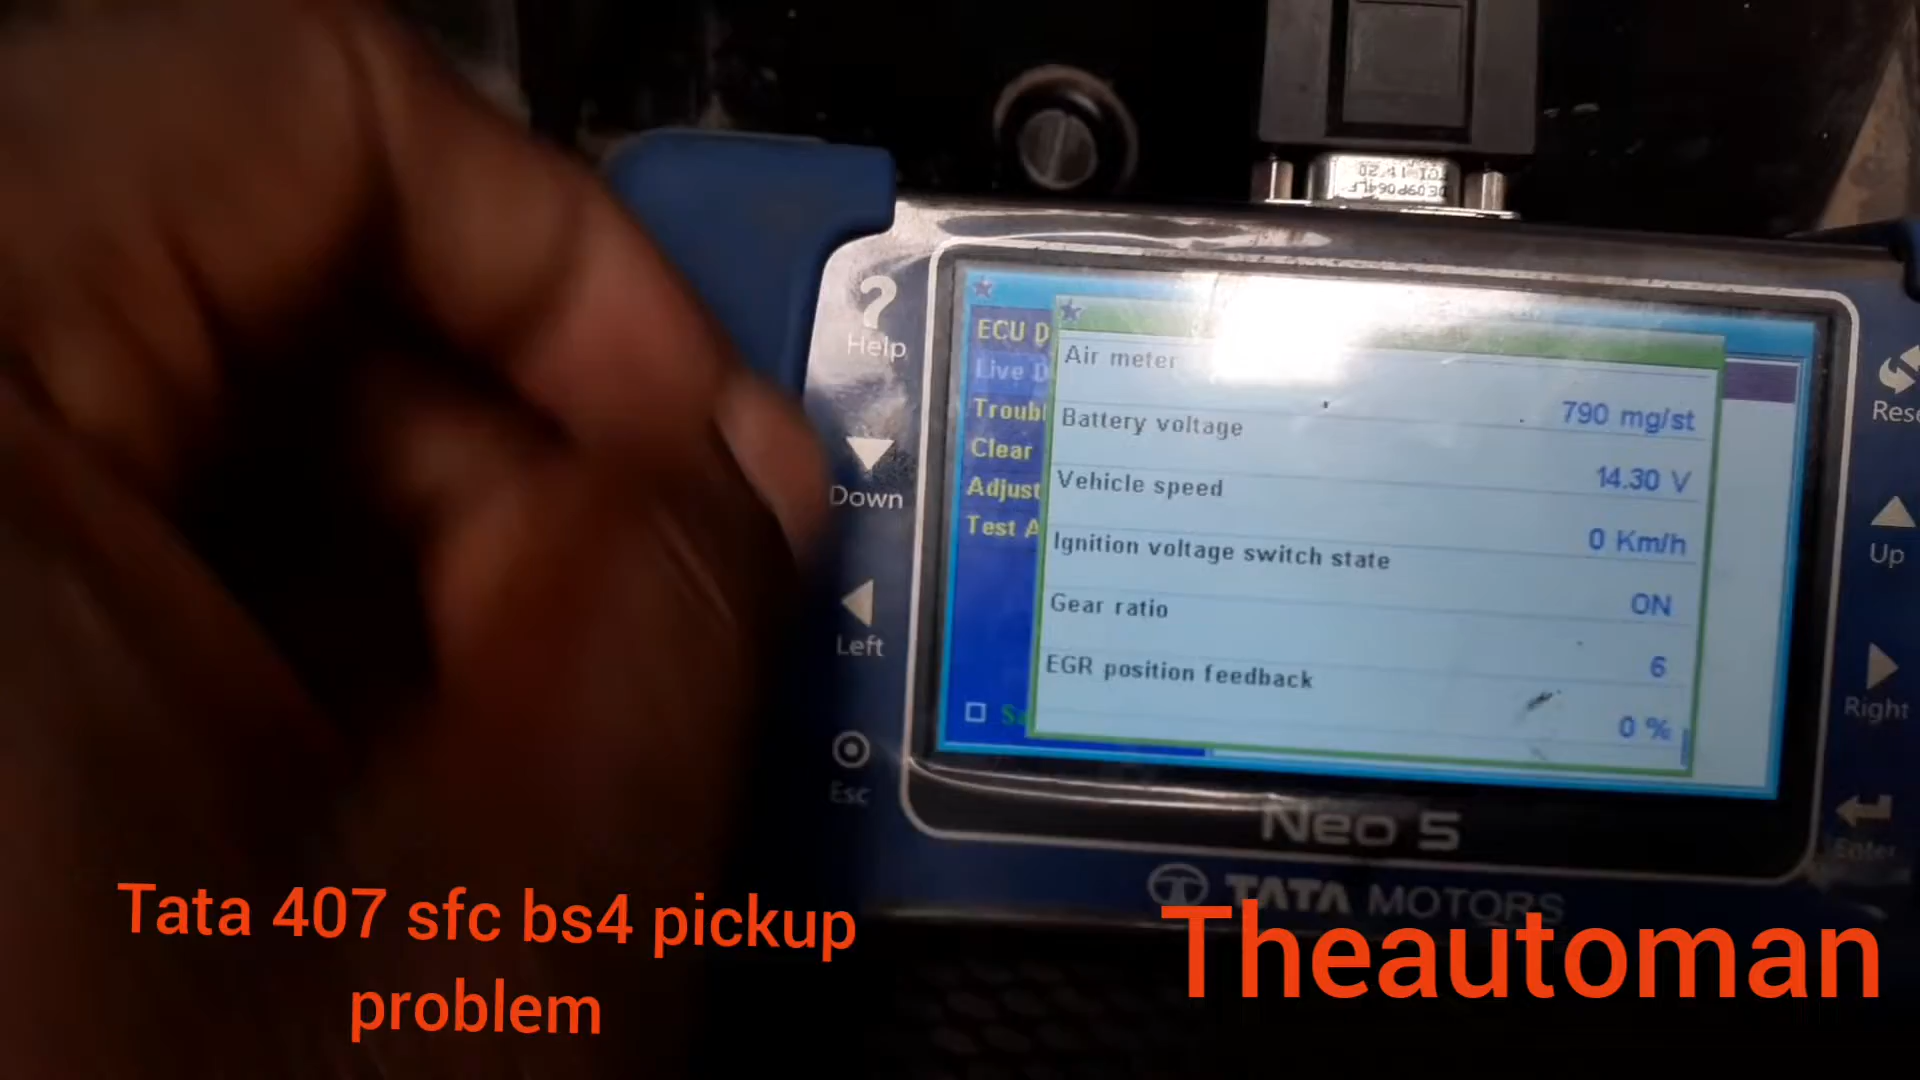 Help
Down
Left
Esc
ECU D
Live D
Troubl
Clear
Adjust
Test A
Air meter
790 mg/st
Battery voltage
14.30 V
Vehicle speed
0 Km/h
Ignition voltage switch state
ON
Gear ratio
6
EGR position feedback
0 %
Rese
Up
Right
Enter
Neo 5
TATA MOTORS
Tata 407 sfc bs4 pickup
problem
Theautoman